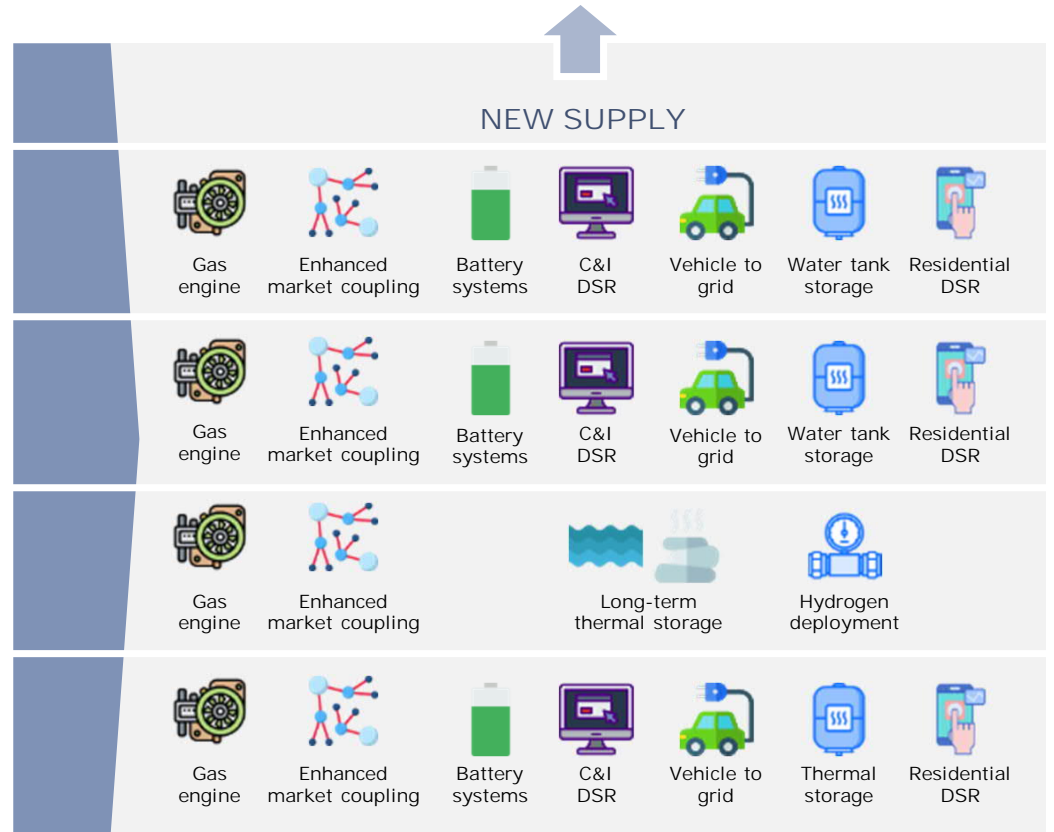 NEW SUPPLY
Gas
engine
Enhanced
market coupling
Battery
systems
C&I
DSR
Vehicle to
grid
Water tank
storage
Residential
DSR
Gas
engine
Enhanced
market coupling
Battery
systems
C&I
DSR
Vehicle to
grid
Water tank
storage
Residential
DSR
Gas
engine
Enhanced
market coupling
Long-term
thermal storage
Hydrogen
deployment
Gas
engine
Enhanced
market coupling
Battery
systems
C&I
DSR
Vehicle to
grid
Thermal
storage
Residential
DSR